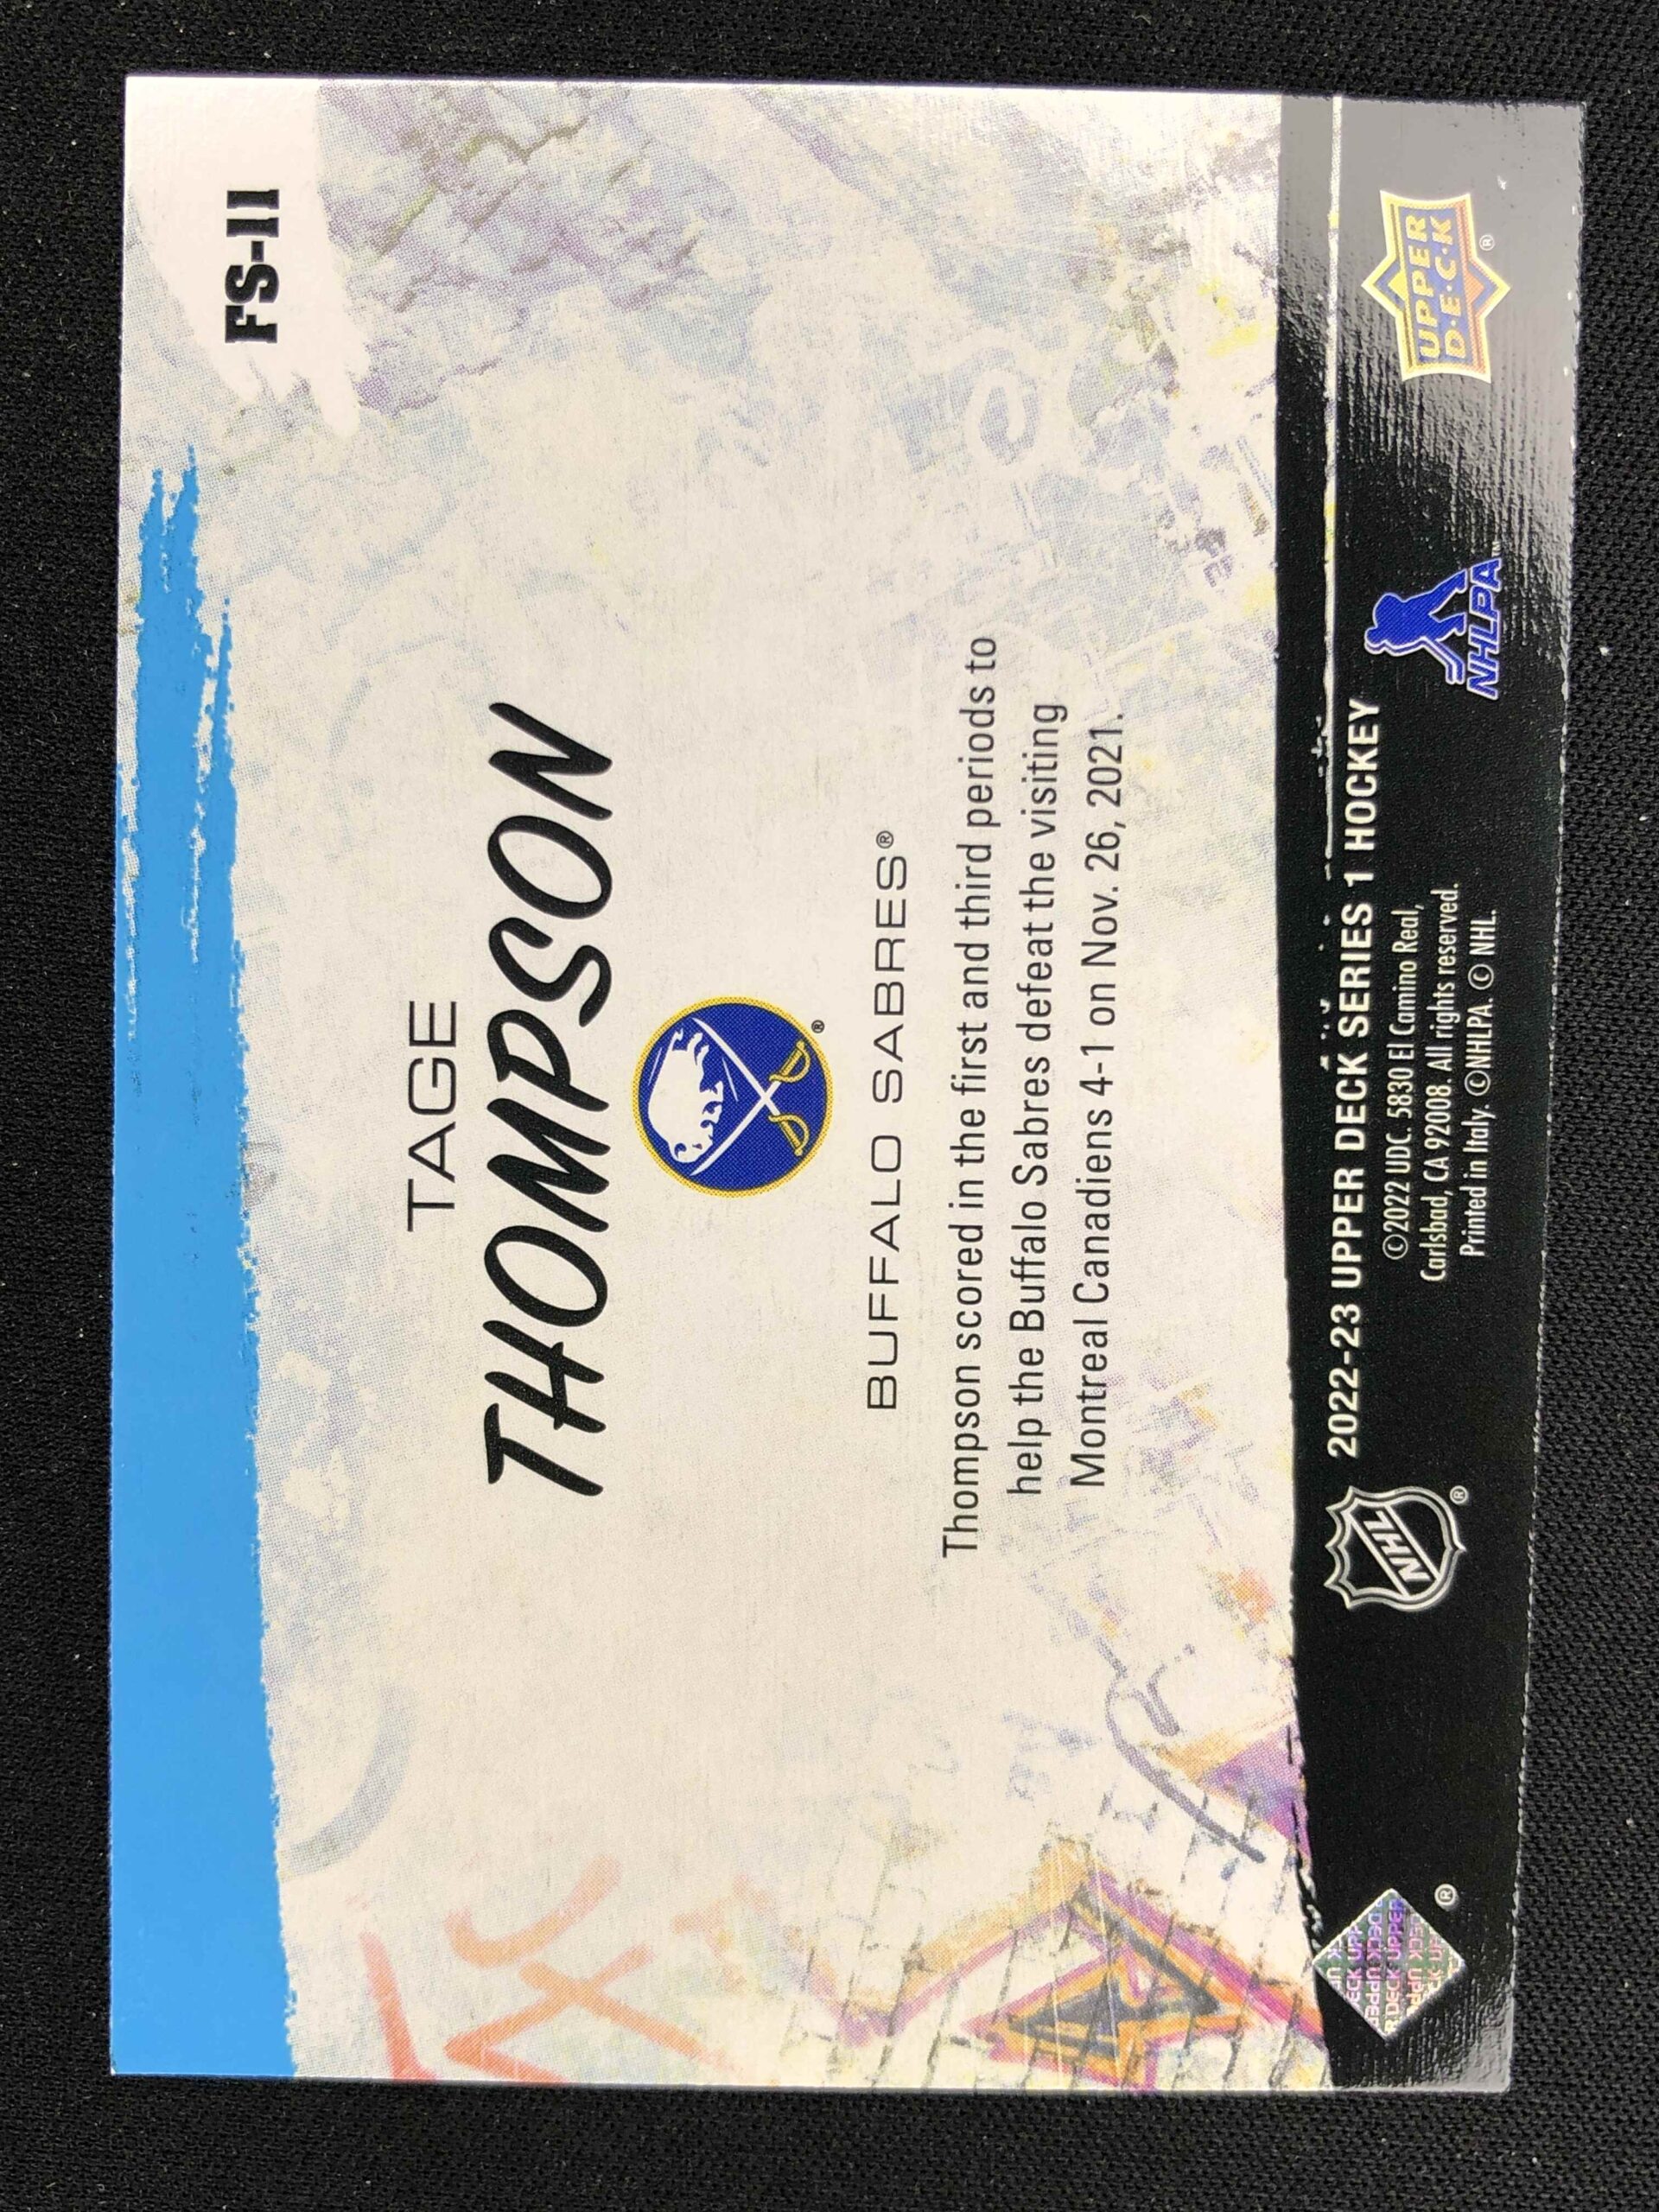 FS-11
TAGE
THOMPSON
®
BUFFALO SABRES®
Thompson scored in the first and third periods to
help the Buffalo Sabres defeat the visiting
Montreal Canadiens 4-1 on Nov. 26, 2021.
2022-23 UPPER DECK SERIES 1 HOCKEY
©2022 UDC. 5830 El Camino Real,
Carlsbad, CA 92008. All rights reserved.
Printed in Italy. ©NHLPA. © NHL.
NHL
®
NHLPA™
UPPER
D·E·C·K
®
DECK UPPER
®